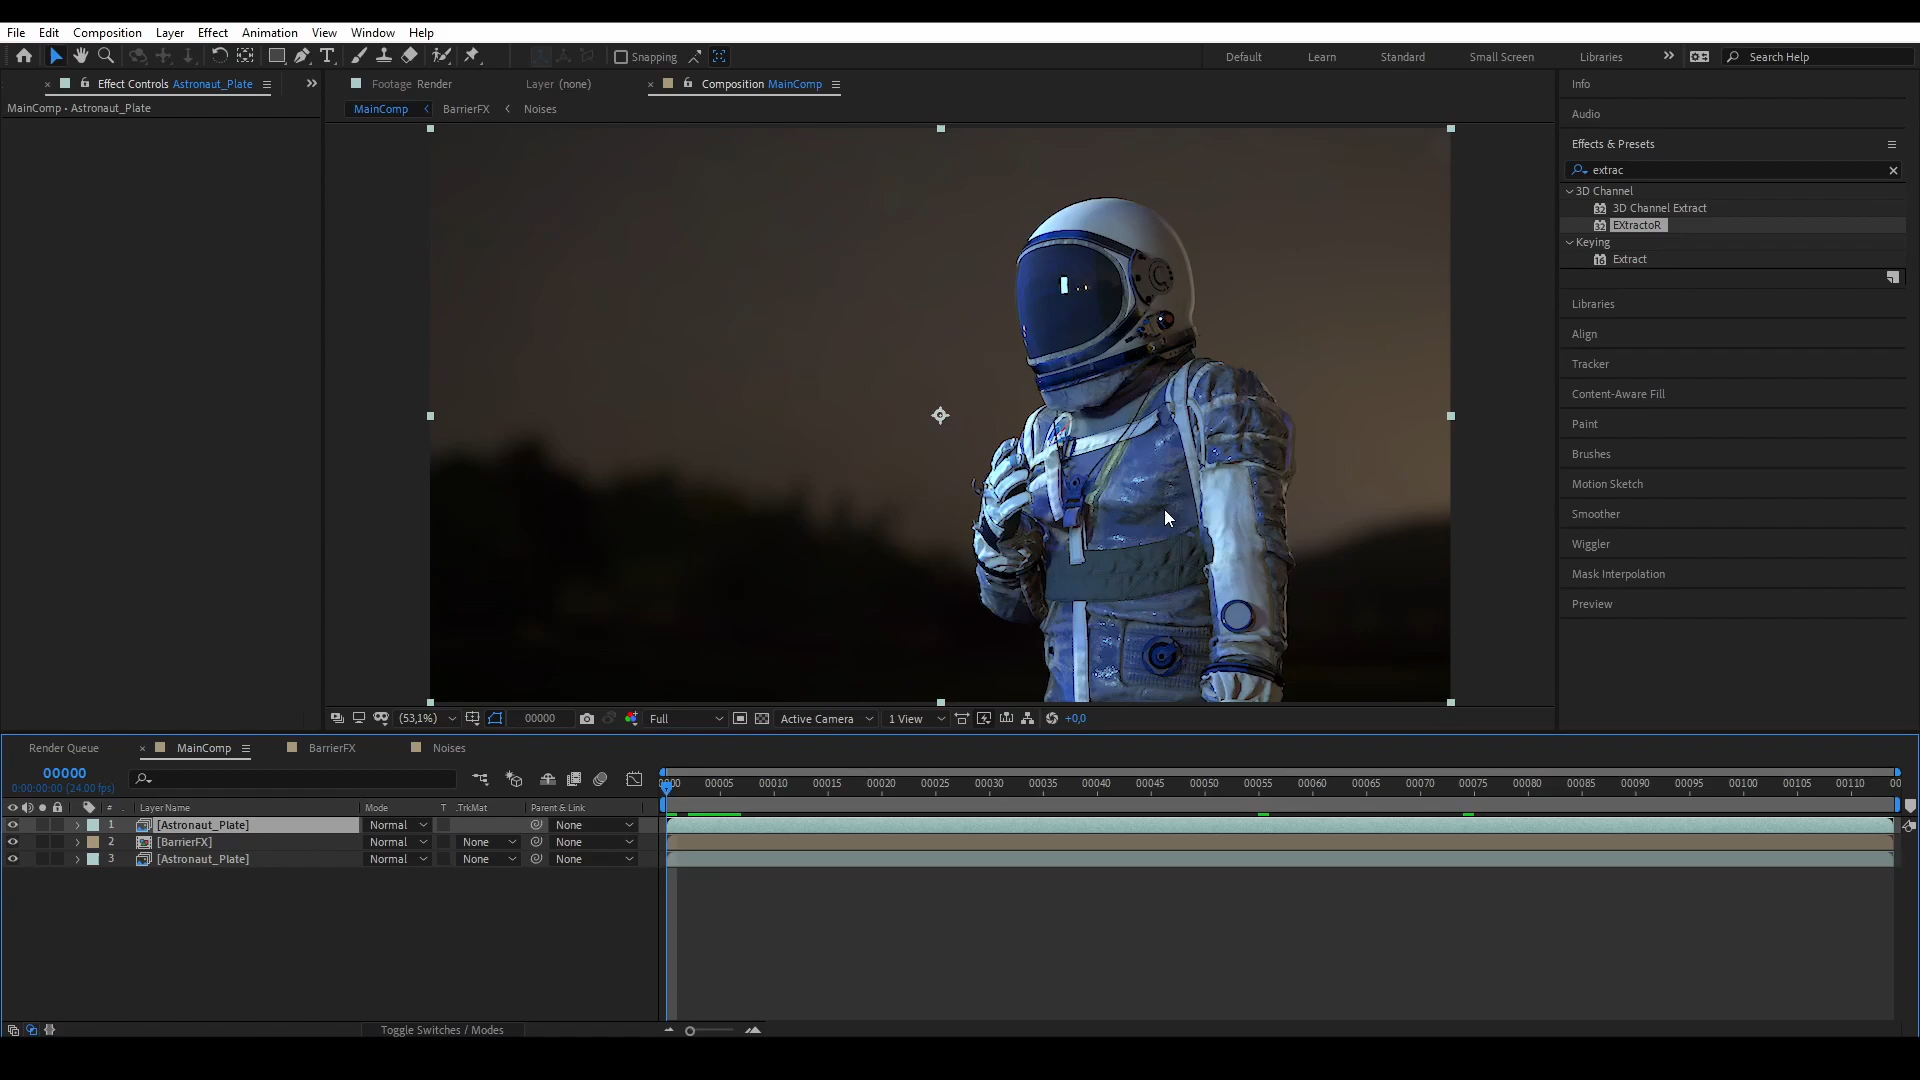 File Edit Composition Layer Effect Animation View Window Help
Snapping Default Learn Standard Small Screen Libraries Search Help
Effect Controls Astronaut_Plate
Footage Render Layer (none) Composition MainComp
MainComp • Astronaut_Plate
MainComp BarrierFX Noises
Info
Audio
Effects & Presets
extrac
3D Channel
32 3D Channel Extract
32 EXtractoR
Keying
16 Extract
Libraries
Align
Tracker
Content-Aware Fill
Paint
Brushes
Motion Sketch
Smoother
Wiggler
Mask Interpolation
Preview
(53,1%) 00000 Full Active Camera 1 View +0,0
Render Queue MainComp BarrierFX Noises
00000
0:00:00:00 (24.00 fps)
0000 00005 00010 00015 00020 00025 00030 00035 00040 00045 00050 00055 00060 00065 00070 00075 00080 00085 00090 00095 00100 00105 00110 00
# Layer Name Mode T .TrkMat Parent & Link
1 [Astronaut_Plate] Normal None
2 [BarrierFX] Normal None None
3 [Astronaut_Plate] Normal None None
Toggle Switches / Modes